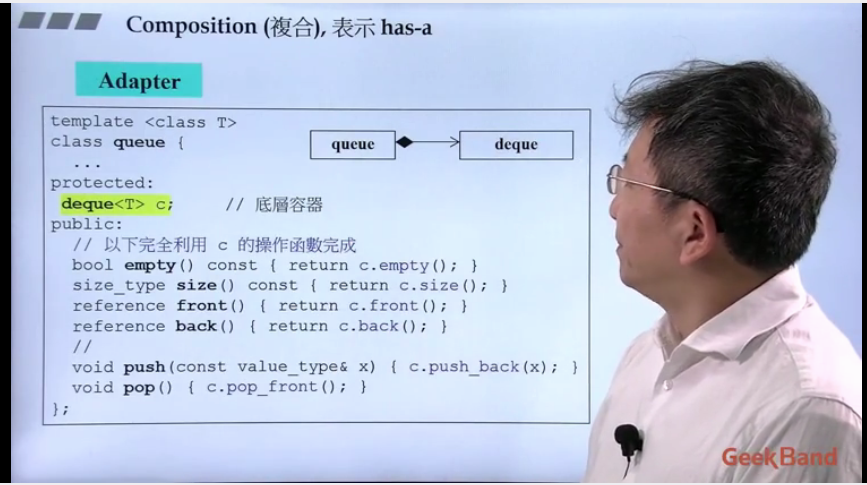 Composition (複合), 表示 has-a
Adapter
template <class T>
class queue {
...
protected:
deque<T> c; // 底層容器
public:
// 以下完全利用 c 的操作函數完成
bool empty() const { return c.empty(); }
size_type size() const { return c.size(); }
reference front() { return c.front(); }
reference back() { return c.back(); }
//
void push(const value_type& x) { c.push_back(x); }
void pop() { c.pop_front(); }
};
queue
deque
GeekBand